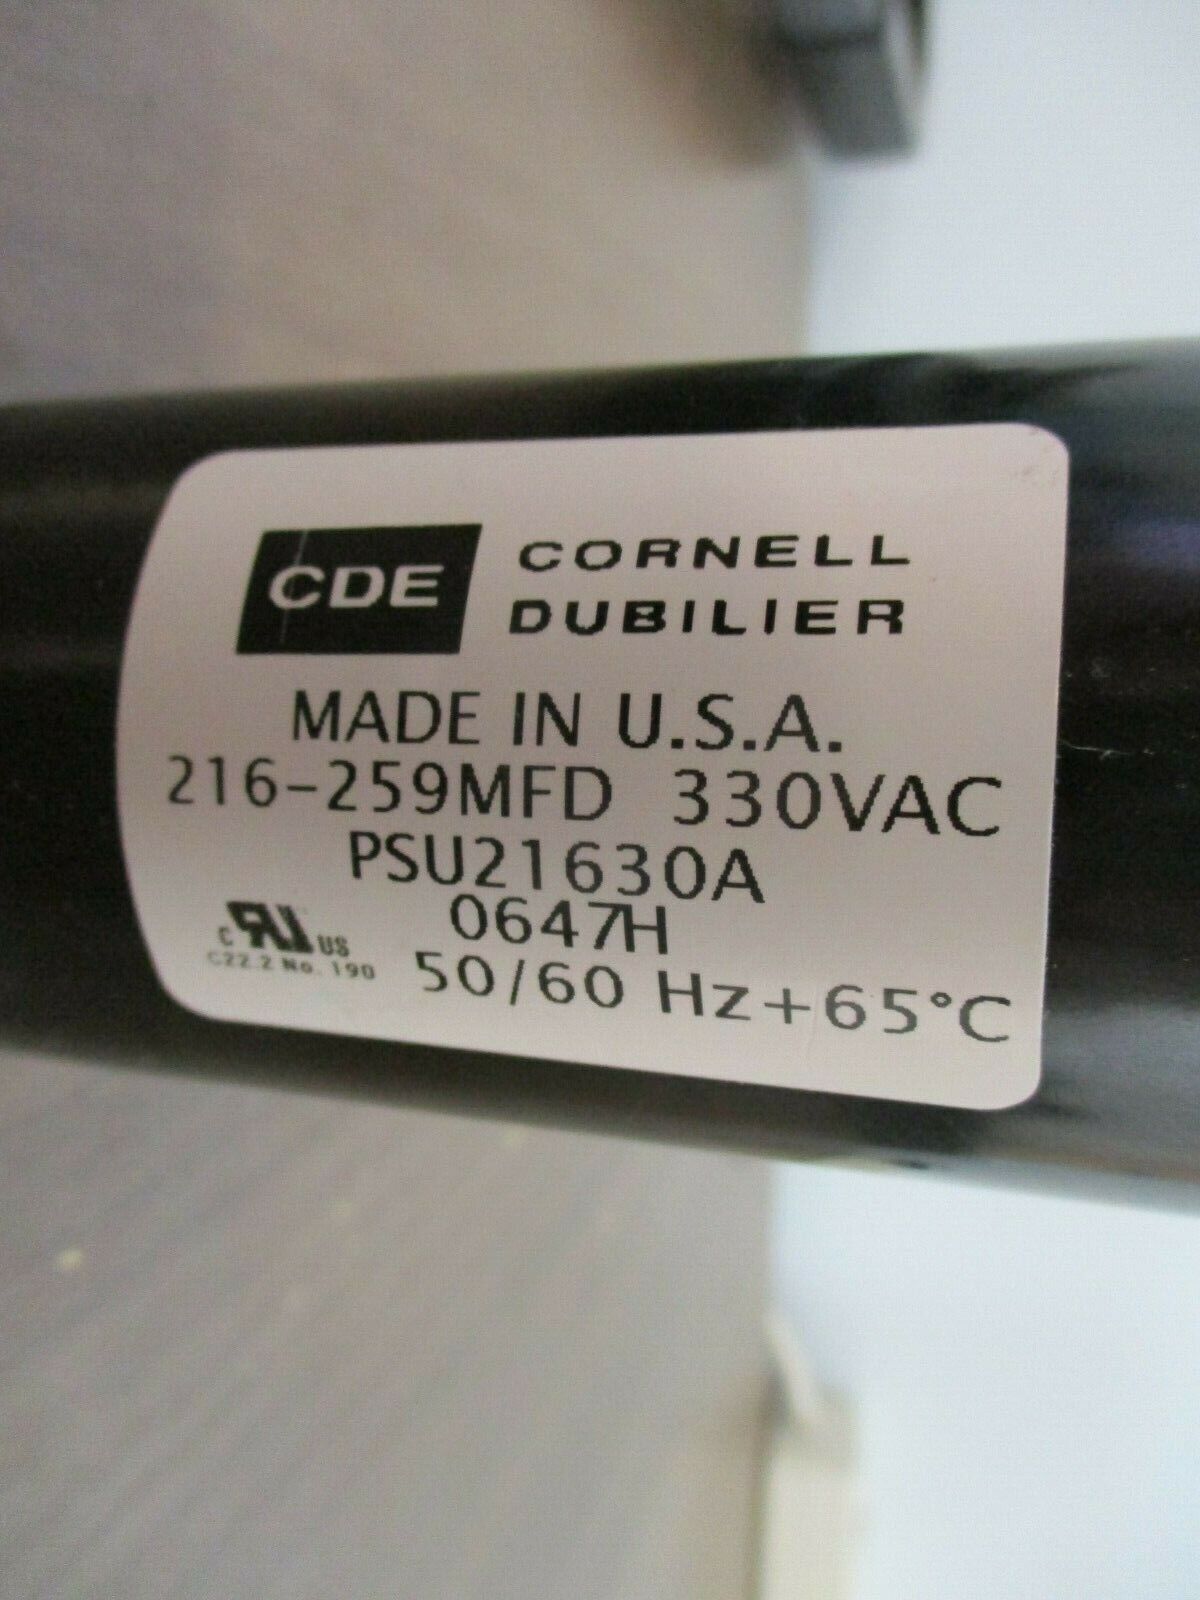 CDE CORNELL
DUBILIER
MADE IN U.S.A.
216-259MFD 330VAC
PSU21630A
0647H
c RU US
C22.2 No. 190
50/60 Hz +65°C